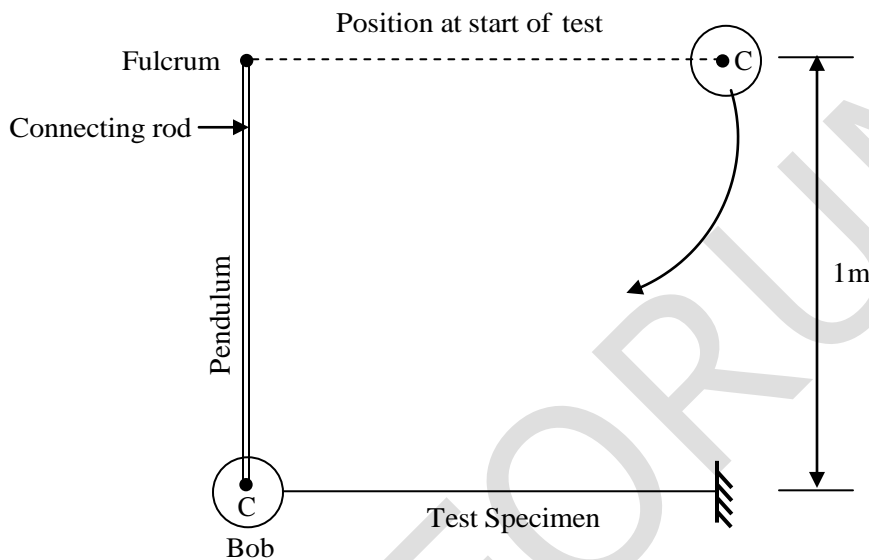 Position at start of test
Fulcrum
C
Connecting rod
1m
Pendulum
C
Test Specimen
Bob